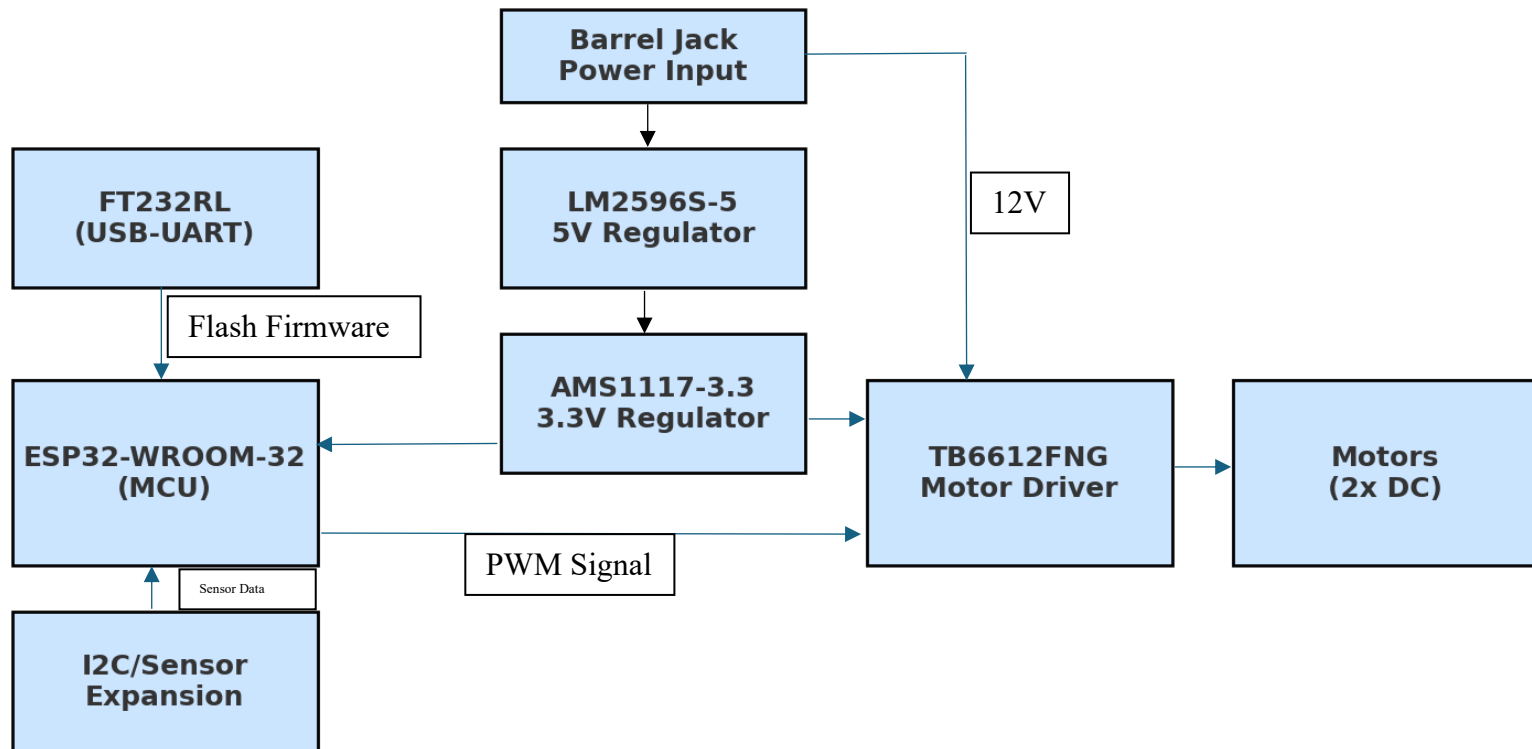 Barrel Jack
Power Input
FT232RL
(USB-UART)
LM2596S-5
5V Regulator
12V
Flash Firmware
AMS1117-3.3
3.3V Regulator
ESP32-WROOM-32
(MCU)
TB6612FNG
Motor Driver
Motors
(2x DC)
PWM Signal
Sensor Data
I2C/Sensor
Expansion